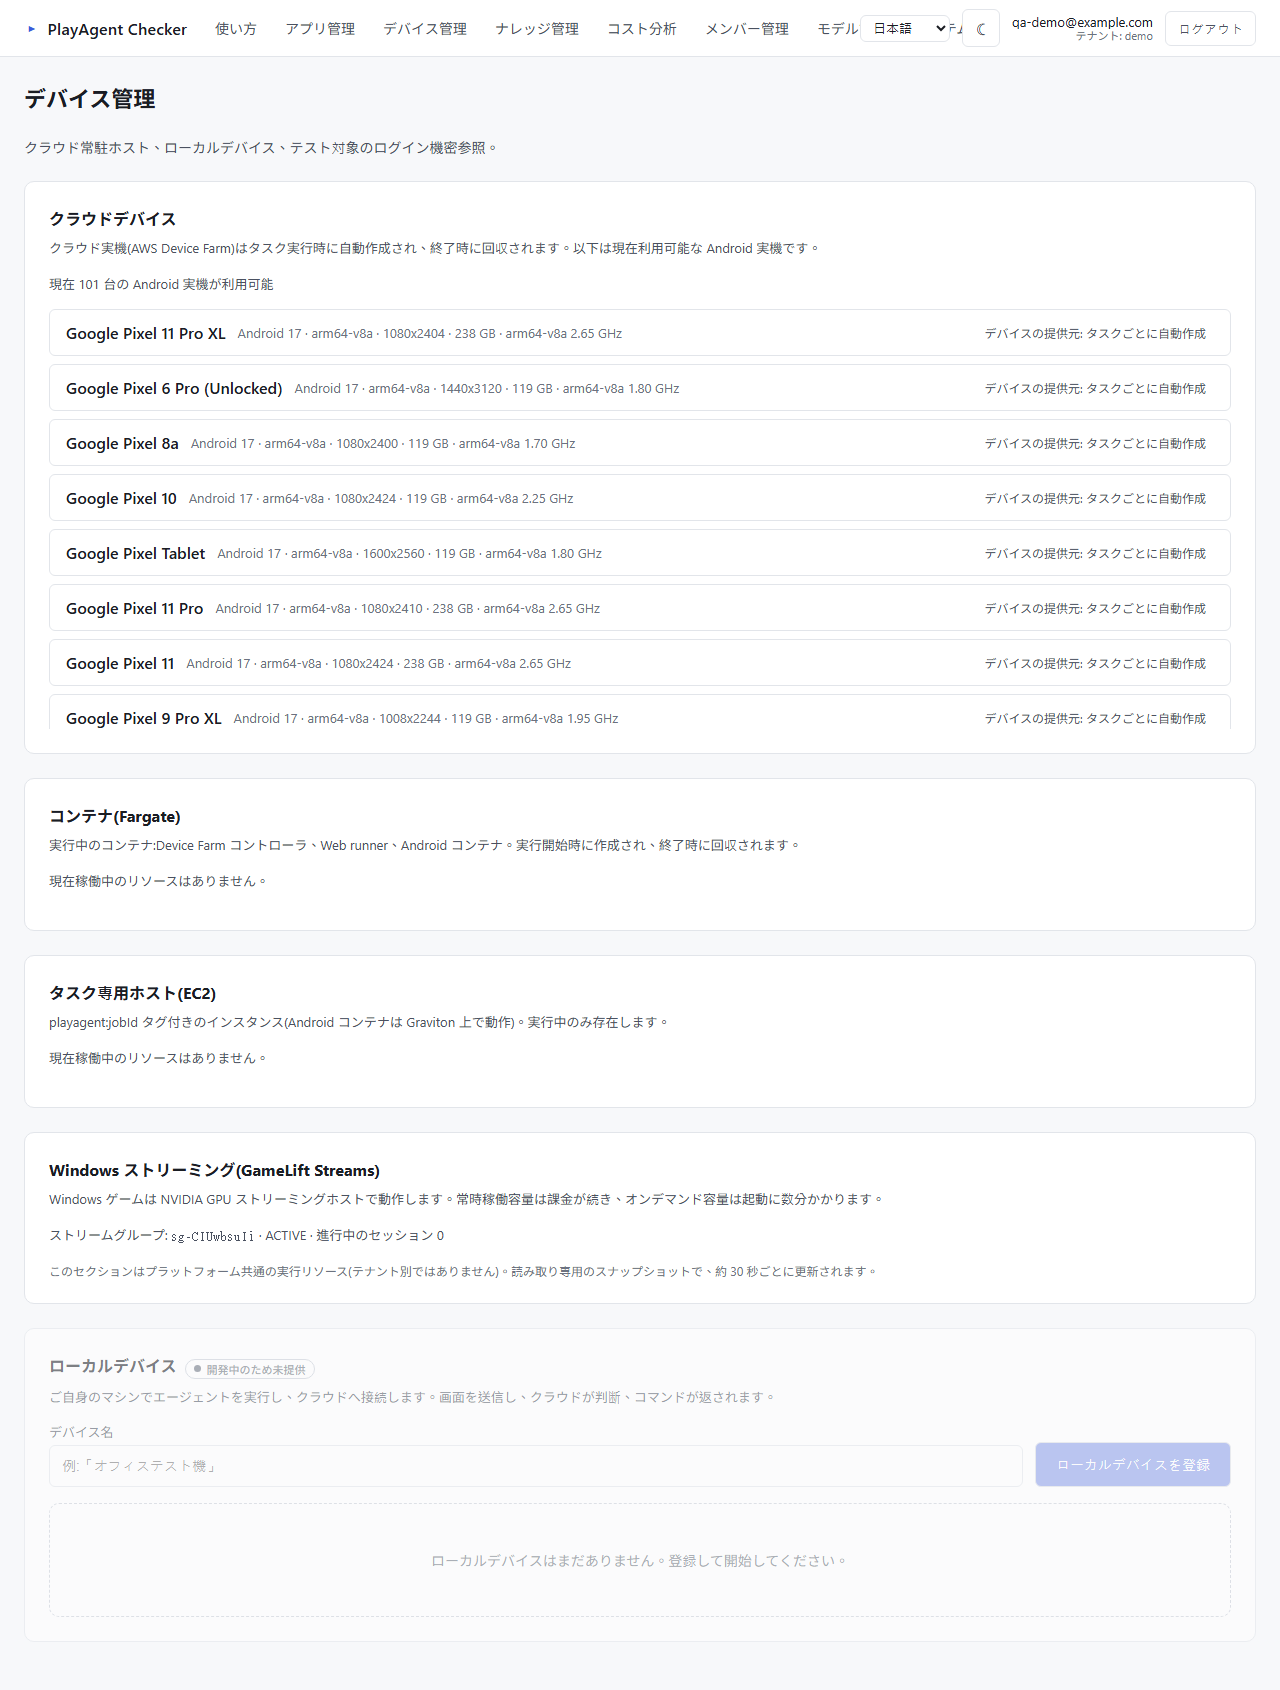 PlayAgent Checker 使い方 アプリ管理 デバイス管理 ナレッジ管理 コスト分析 メンバー管理 モデル 日本語 qa-demo@example.com ログアウト
テナント: demo
デバイス管理
クラウド常駐ホスト、ローカルデバイス、テスト対象のログイン機密参照。
クラウドデバイス
クラウド実機(AWS Device Farm)はタスク実行時に自動作成され、終了時に回収されます。以下は現在利用可能な Android 実機です。
現在 101 台の Android 実機が利用可能
Google Pixel 11 Pro XL Android 17 · arm64-v8a · 1080x2404 · 238 GB · arm64-v8a 2.65 GHz デバイスの提供元: タスクごとに自動作成
Google Pixel 6 Pro (Unlocked) Android 17 · arm64-v8a · 1440x3120 · 119 GB · arm64-v8a 1.80 GHz デバイスの提供元: タスクごとに自動作成
Google Pixel 8a Android 17 · arm64-v8a · 1080x2400 · 119 GB · arm64-v8a 1.70 GHz デバイスの提供元: タスクごとに自動作成
Google Pixel 10 Android 17 · arm64-v8a · 1080x2424 · 119 GB · arm64-v8a 2.25 GHz デバイスの提供元: タスクごとに自動作成
Google Pixel Tablet Android 17 · arm64-v8a · 1600x2560 · 119 GB · arm64-v8a 1.80 GHz デバイスの提供元: タスクごとに自動作成
Google Pixel 11 Pro Android 17 · arm64-v8a · 1080x2410 · 238 GB · arm64-v8a 2.65 GHz デバイスの提供元: タスクごとに自動作成
Google Pixel 11 Android 17 · arm64-v8a · 1080x2424 · 238 GB · arm64-v8a 2.65 GHz デバイスの提供元: タスクごとに自動作成
Google Pixel 9 Pro XL Android 17 · arm64-v8a · 1008x2244 · 119 GB · arm64-v8a 1.95 GHz デバイスの提供元: タスクごとに自動作成
コンテナ(Fargate)
実行中のコンテナ:Device Farm コントローラ、Web runner、Android コンテナ。実行開始時に作成され、終了時に回収されます。
現在稼働中のリソースはありません。
タスク専用ホスト(EC2)
playagent:jobId タグ付きのインスタンス(Android コンテナは Graviton 上で動作)。実行中のみ存在します。
現在稼働中のリソースはありません。
Windows ストリーミング(GameLift Streams)
Windows ゲームは NVIDIA GPU ストリーミングホストで動作します。常時稼働容量は課金が続き、オンデマンド容量は起動に数分かかります。
ストリームグループ: sg-CIUwbsuIi · ACTIVE · 進行中のセッション 0
このセクションはプラットフォーム共通の実行リソース(テナント別ではありません)。読み取り専用のスナップショットで、約 30 秒ごとに更新されます。
ローカルデバイス 開発中のため未提供
ご自身のマシンでエージェントを実行し、クラウドへ接続します。画面を送信し、クラウドが判断、コマンドが返されます。
デバイス名
例:「オフィステスト機」 ローカルデバイスを登録
ローカルデバイスはまだありません。登録して開始してください。